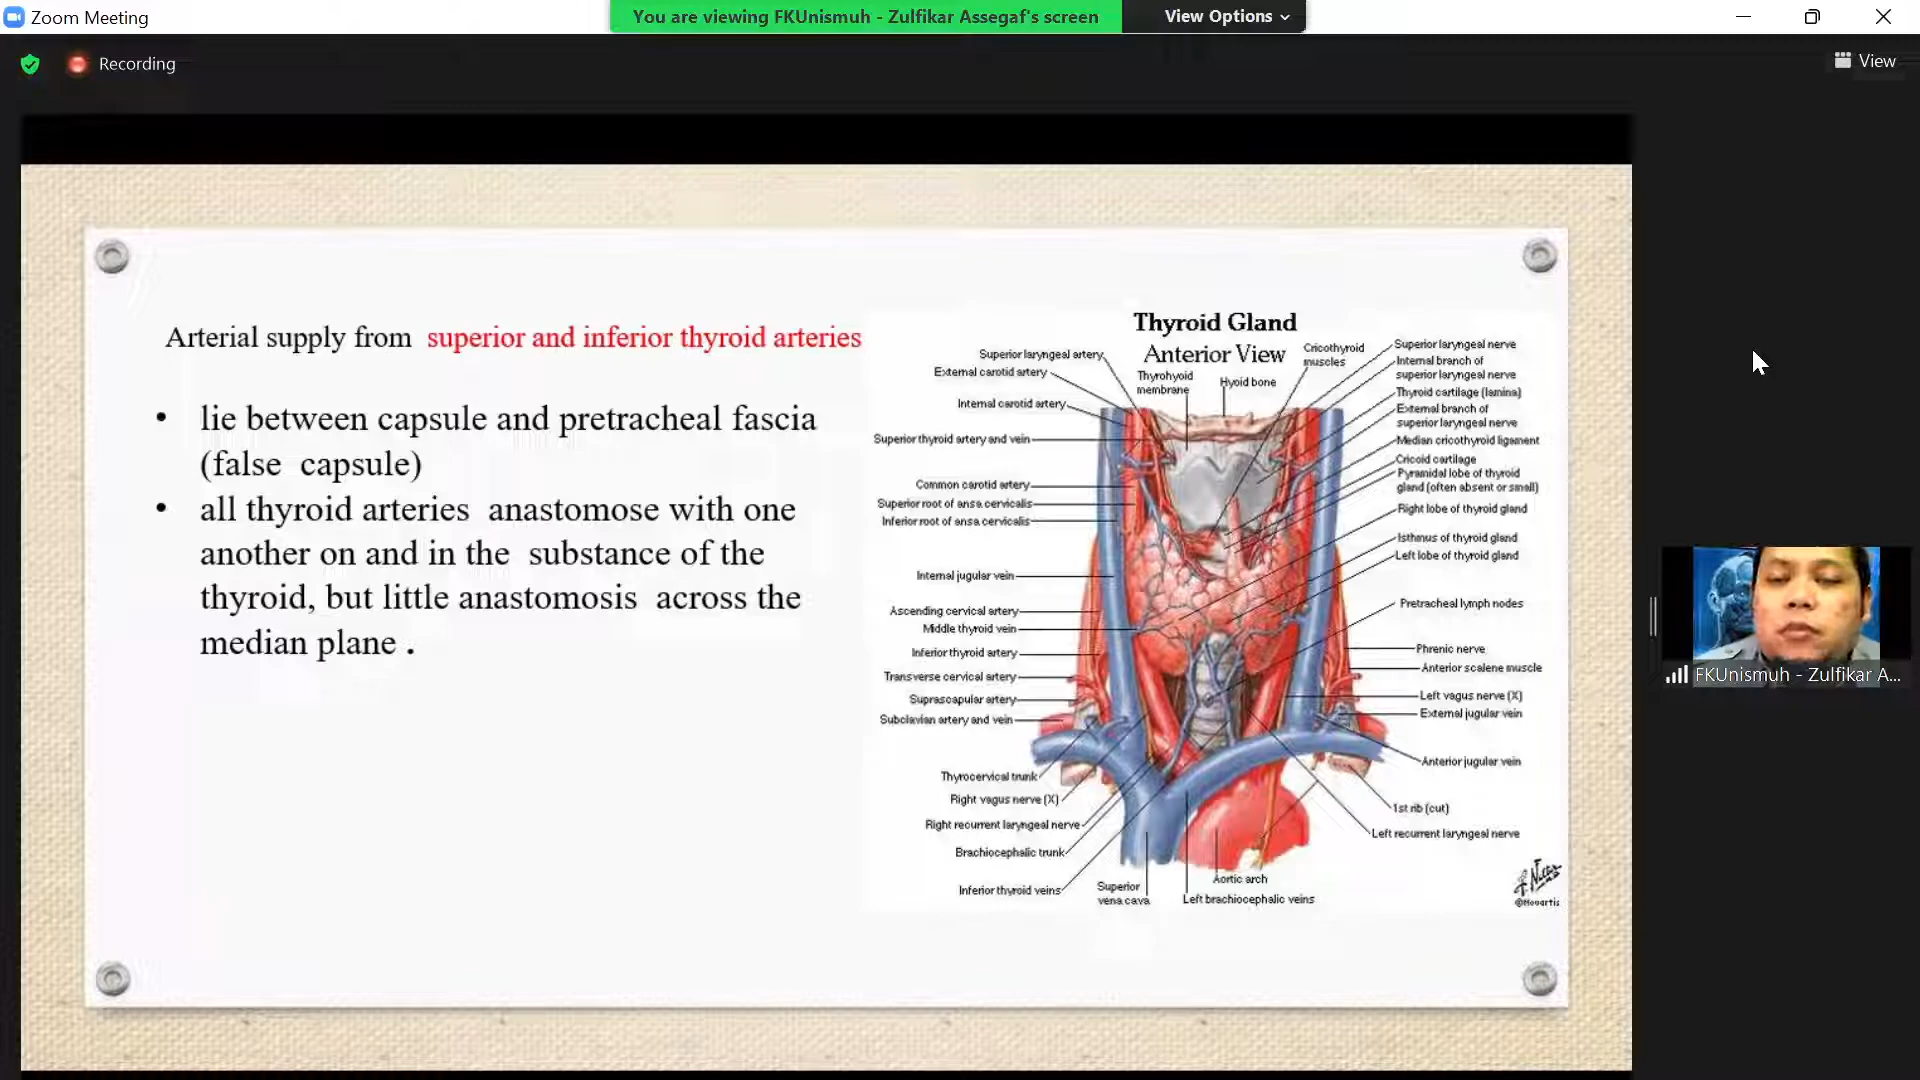 Zoom Meeting
You are viewing FKUnismuh - Zulfikar Assegaf's screen
View Options
Recording
View
Arterial supply from superior and inferior thyroid arteries
• lie between capsule and pretracheal fascia
(false capsule)
• all thyroid arteries anastomose with one
another on and in the substance of the
thyroid, but little anastomosis across the
median plane .
Thyroid Gland
Anterior View
Superior laryngeal artery
External carotid artery
Internal carotid artery
Superior thyroid artery and vein
Common carotid artery
Superior root of ansa cervicalis
Inferior root of ansa cervicalis
Internal jugular vein
Ascending cervical artery
Middle thyroid vein
Inferior thyroid artery
Transverse cervical artery
Suprascapular artery
Subclavian artery and vein
Thyrocervical trunk
Right vagus nerve (X)
Right recurrent laryngeal nerve
Brachiocephalic trunk
Inferior thyroid veins
Thyrohyoid
membrane
Hyoid bone
Cricothyroid
muscles
Superior laryngeal nerve
Internal branch of
superior laryngeal nerve
Thyroid cartilage (lamina)
External branch of
superior laryngeal nerve
Median cricothyroid ligament
Cricoid cartilage
Pyramidal lobe of thyroid
gland (often absent or small)
Right lobe of thyroid gland
Isthmus of thyroid gland
Left lobe of thyroid gland
Pretracheal lymph nodes
Phrenic nerve
Anterior scalene muscle
Left vagus nerve (X)
External jugular vein
Anterior jugular vein
1st rib (cut)
Left recurrent laryngeal nerve
Superior
vena cava
Aortic arch
Left brachiocephalic veins
©Novartis
FKUnismuh - Zulfikar A...